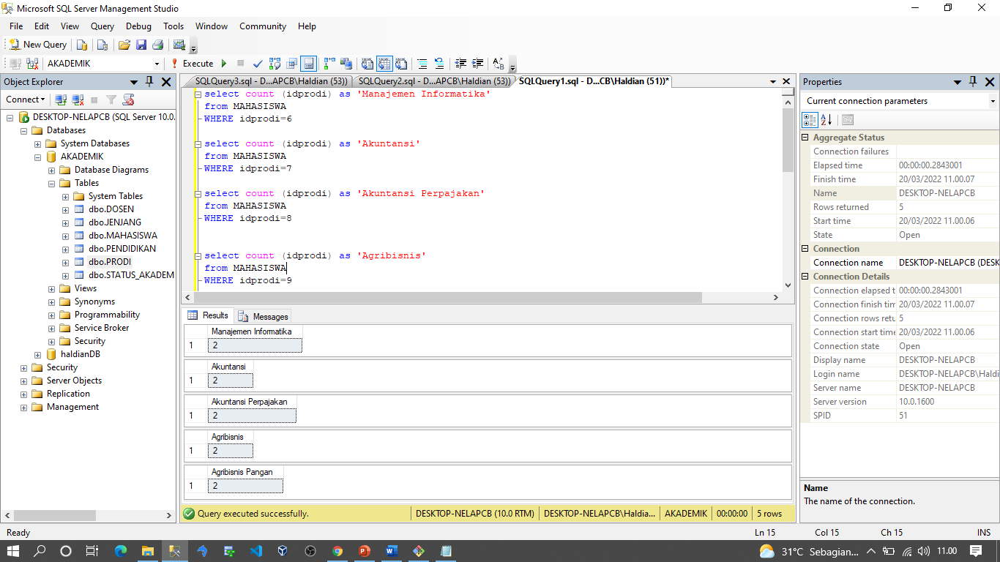 Microsoft SQL Server Management Studio
File Edit View Query Debug Tools Window Community Help
New Query
AKADEMIK
Execute
Object Explorer
Connect
DESKTOP-NELAPCB (SQL Server 10.0.
Databases
System Databases
AKADEMIK
Database Diagrams
Tables
System Tables
dbo.DOSEN
dbo.JENJANG
dbo.MAHASISWA
dbo.PENDIDIKAN
dbo.PRODI
dbo.STATUS_AKADEM
Views
Synonyms
Programmability
Service Broker
Security
haldianDB
Security
Server Objects
Replication
Management
SQLQuery3.sql - D...APCB\Haldian (53))
SQLQuery2.sql - D...APCB\Haldian (53))
SQLQuery1.sql - D...CB\Haldian (51))*
select count (idprodi) as 'Manajemen Informatika'
from MAHASISWA
WHERE idprodi=6
select count (idprodi) as 'Akuntansi'
from MAHASISWA
WHERE idprodi=7
select count (idprodi) as 'Akuntansi Perpajakan'
from MAHASISWA
WHERE idprodi=8
select count (idprodi) as 'Agribisnis'
from MAHASISWA
WHERE idprodi=9
Results Messages
Manajemen Informatika
1 2
Akuntansi
1 2
Akuntansi Perpajakan
1 2
Agribisnis
1 2
Agribisnis Pangan
1 2
Query executed successfully. DESKTOP-NELAPCB (10.0 RTM) DESKTOP-NELAPCB\Haldia... AKADEMIK 00:00:00 5 rows
Properties
Current connection parameters
Aggregate Status
Connection failures
Elapsed time 00:00:00.2843001
Finish time 20/03/2022 11.00.07
Name DESKTOP-NELAPCB
Rows returned 5
Start time 20/03/2022 11.00.06
State Open
Connection
Connection name DESKTOP-NELAPCB (DESK
Connection Details
Connection elapsed t 00:00:00.2843001
Connection finish tim 20/03/2022 11.00.07
Connection rows retu 5
Connection start time 20/03/2022 11.00.06
Connection state Open
Display name DESKTOP-NELAPCB
Login name DESKTOP-NELAPCB\Haldi
Server name DESKTOP-NELAPCB
Server version 10.0.1600
SPID 51
Name
The name of the connection.
Ready Ln 15 Col 15 Ch 15 INS
31°C Sebagian... 11.00